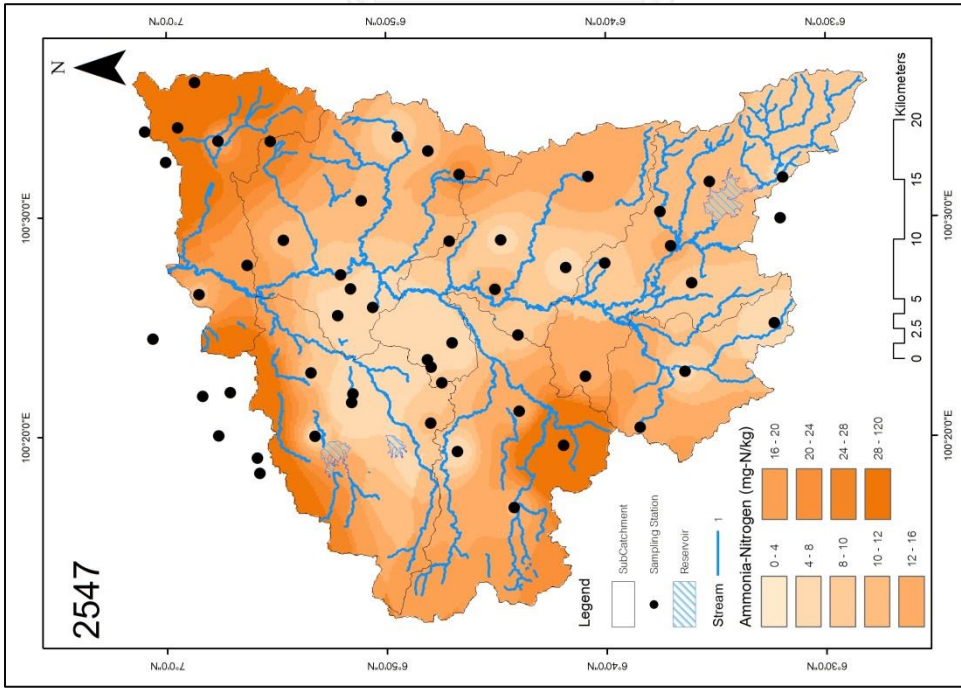 2547
N
100°20'0"E
100°30'0"E
7°0'0"N
6°50'0"N
6°40'0"N
6°30'0"N
7°0'0"N
6°50'0"N
6°40'0"N
6°30'0"N
100°20'0"E
100°30'0"E
Legend
SubCatchment
Sampling Station
Reservoir
Stream
1
Ammonia-Nitrogen (mg-N/kg)
0 - 4
4 - 8
8 - 10
10 - 12
12 - 16
16 - 20
20 - 24
24 - 28
28 - 120
0 2.5 5 10 15 20
Kilometers